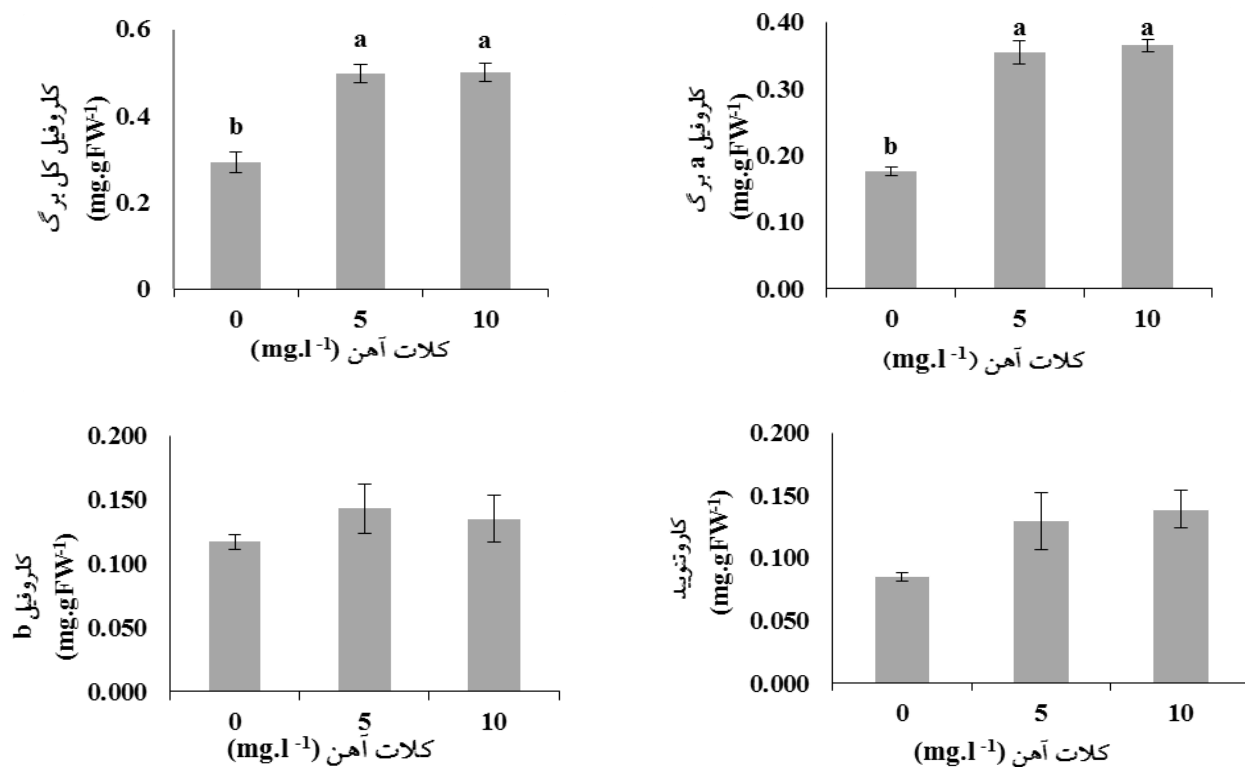 کلروفیل کل برگ
(mg.gFW-¹)
0.6
0.4
0.2
0
b
a
a
0 5 10
کلات آهن (mg.l -¹)
کلروفیل a برگ
(mg.gFW-¹)
0.40
0.30
0.20
0.10
0.00
b
a
a
0 5 10
کلات آهن (mg.l -¹)
کلروفیل b
(mg.gFW-¹)
0.200
0.150
0.100
0.050
0.000
0 5 10
کلات آهن (mg.l -¹)
کاروتنویید
(mg.gFW-¹)
0.200
0.150
0.100
0.050
0.000
0 5 10
کلات آهن (mg.l -¹)